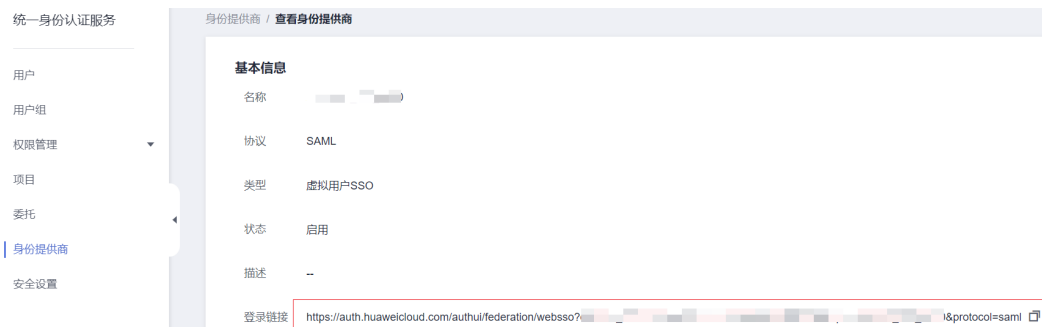 统一身份认证服务
用户
用户组
权限管理
项目
委托
身份提供商
安全设置
身份提供商 / 查看身份提供商
基本信息
名称
协议 SAML
类型 虚拟用户SSO
状态 启用
描述 --
登录链接 https://auth.huaweicloud.com/authui/federation/websso? &protocol=saml